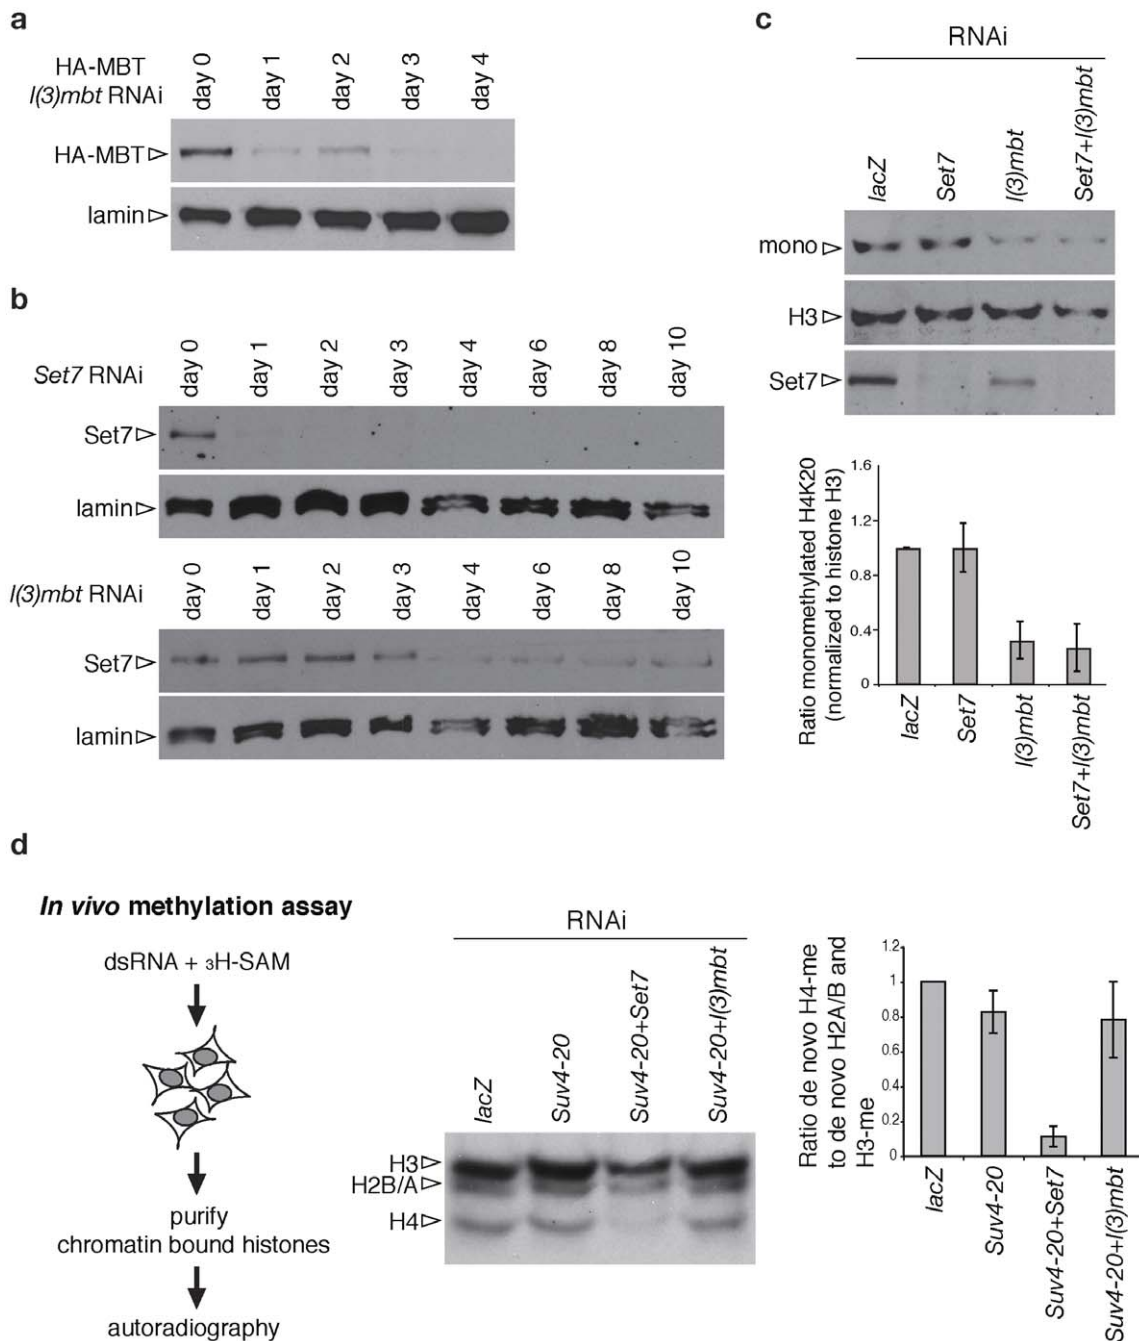 a
HA-MBT
l(3)mbt RNAi
day 0
day 1
day 2
day 3
day 4
HA-MBT
lamin
b
Set7 RNAi
day 0
day 1
day 2
day 3
day 4
day 6
day 8
day 10
Set7
lamin
l(3)mbt RNAi
day 0
day 1
day 2
day 3
day 4
day 6
day 8
day 10
Set7
lamin
c
RNAi
lacZ
Set7
l(3)mbt
Set7+l(3)mbt
mono
H3
Set7
Ratio monomethylated H4K20
(normalized to histone H3)
1.6
1.2
0.8
0.4
0
lacZ
Set7
l(3)mbt
Set7+l(3)mbt
d
In vivo methylation assay
dsRNA + 3H-SAM
purify
chromatin bound histones
autoradiography
RNAi
lacZ
Suv4-20
Suv4-20+Set7
Suv4-20+l(3)mbt
H3
H2B/A
H4
Ratio de novo H4-me
to de novo H2A/B and
H3-me
1.2
1
0.8
0.6
0.4
0.2
0
lacZ
Suv4-20
Suv4-20+Set7
Suv4-20+l(3)mbt